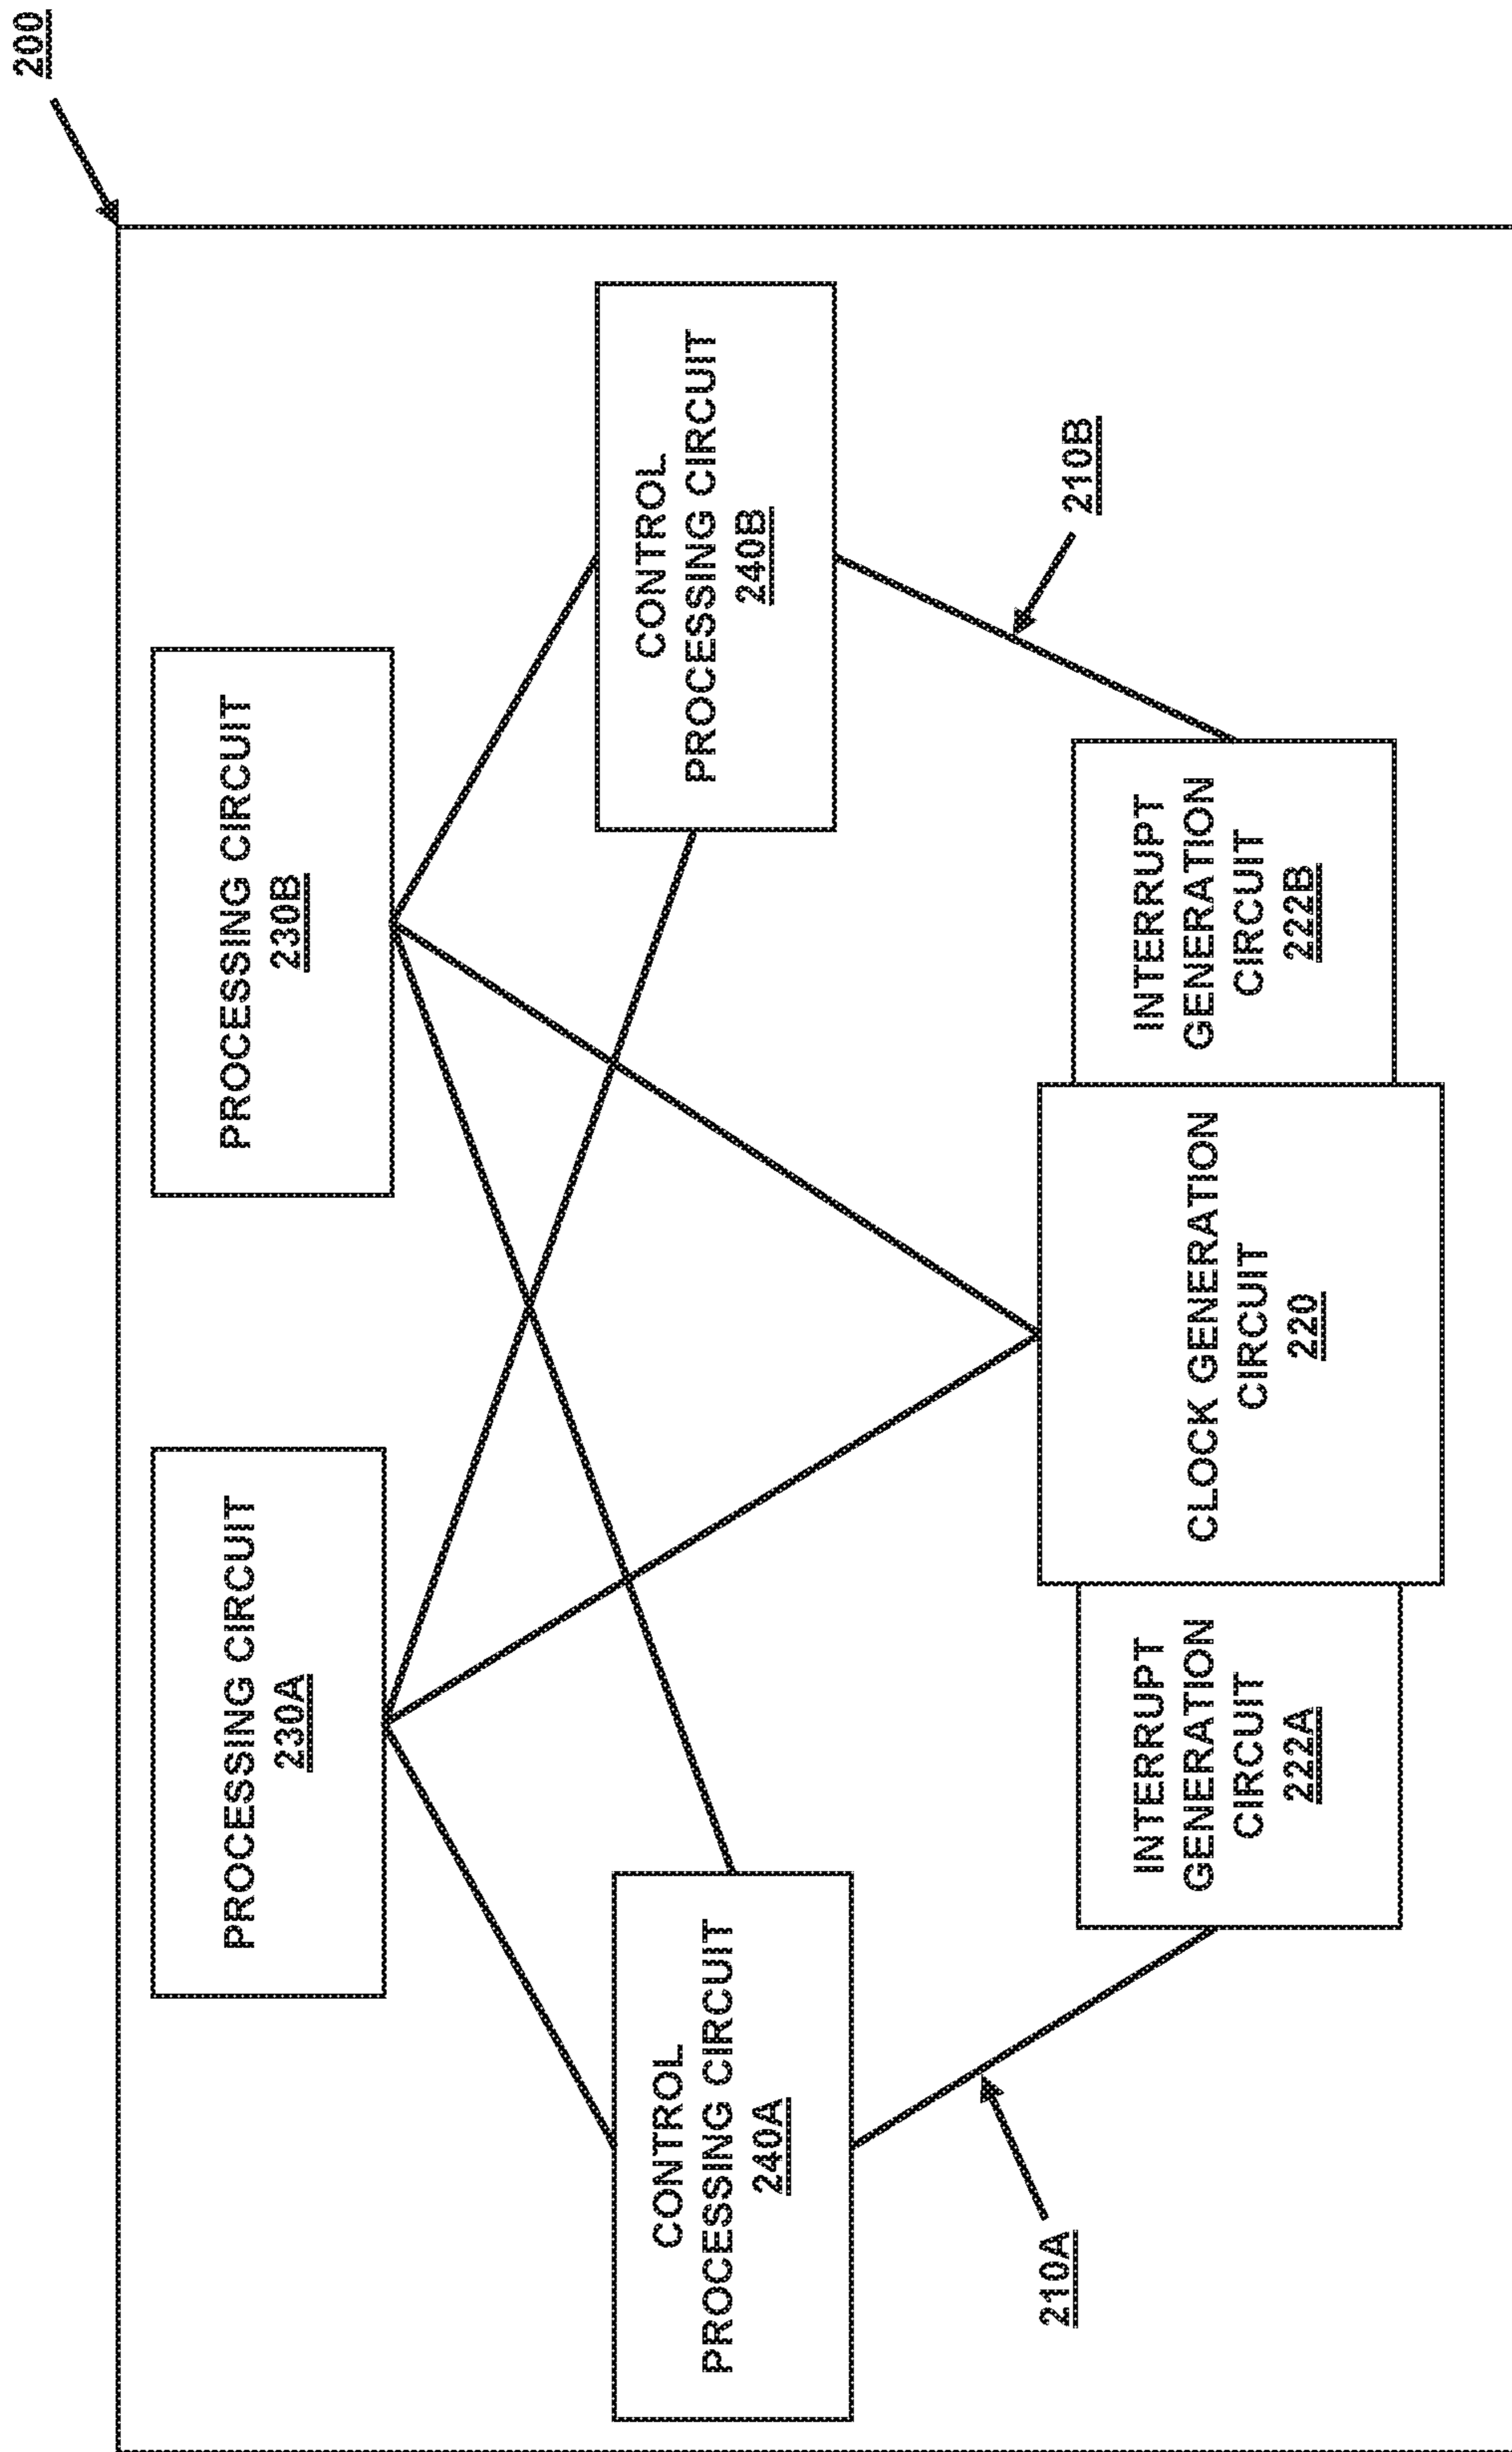 200
PROCESSING CIRCUIT
230A
PROCESSING CIRCUIT
230B
CONTROL
PROCESSING CIRCUIT
240A
CONTROL
PROCESSING CIRCUIT
240B
210A
210B
INTERRUPT
GENERATION
CIRCUIT
222A
CLOCK GENERATION
CIRCUIT
220
INTERRUPT
GENERATION
CIRCUIT
222B